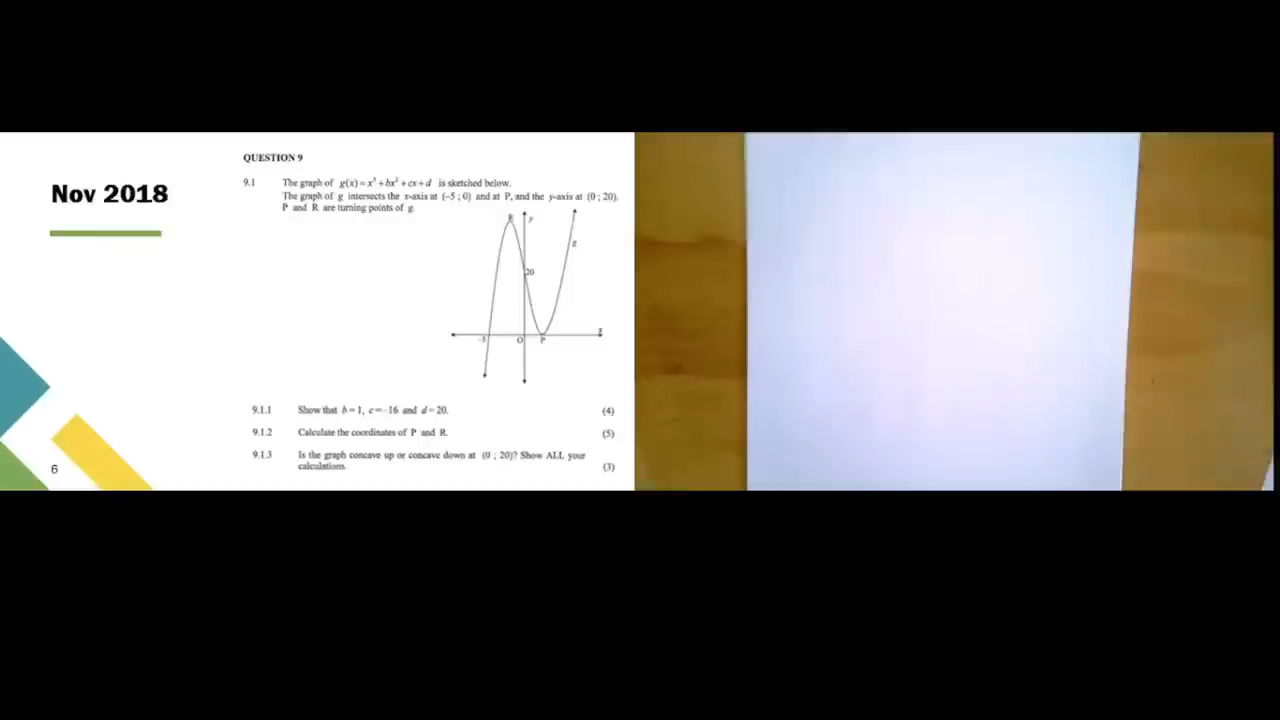 Nov 2018
6
QUESTION 9
9.1 The graph of g(x) = x³ + bx² + cx + d is sketched below.
The graph of g intersects the x-axis at (–5 ; 0) and at P, and the y-axis at (0 ; 20).
P and R are turning points of g.
R y
g
20
x
–5 O P
9.1.1 Show that b = 1, c = –16 and d = 20. (4)
9.1.2 Calculate the coordinates of P and R. (5)
9.1.3 Is the graph concave up or concave down at (0 ; 20)? Show ALL your
calculations. (3)